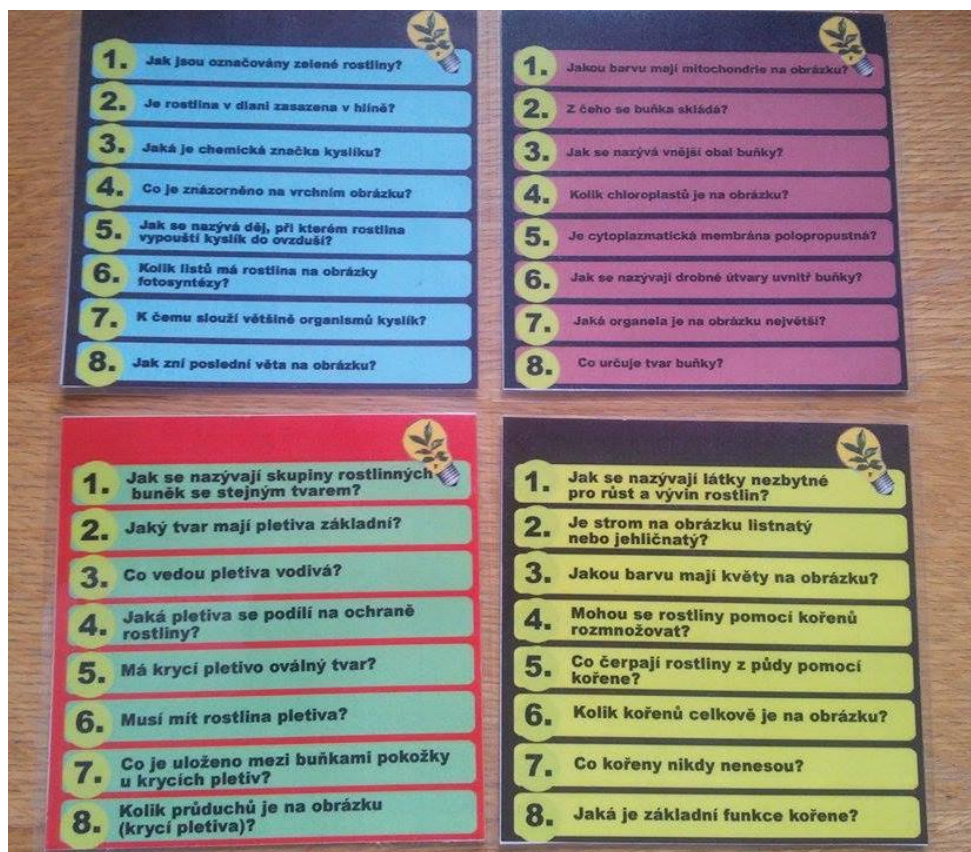 1. Jak jsou označovány zelené rostliny?
2. Je rostlina v dlani zasazena v hlíně?
3. Jaká je chemická značka kyslíku?
4. Co je znázorněno na vrchním obrázku?
5. Jak se nazývá děj, při kterém rostlina
vypouští kyslík do ovzduší?
6. Kolik listů má rostlina na obrázky
fotosyntézy?
7. K čemu slouží většině organismů kyslík?
8. Jak zní poslední věta na obrázku?
1. Jakou barvu mají mitochondrie na obrázku?
2. Z čeho se buňka skládá?
3. Jak se nazývá vnější obal buňky?
4. Kolik chloroplastů je na obrázku?
5. Je cytoplazmatická membrána polopropustná?
6. Jak se nazývají drobné útvary uvnitř buňky?
7. Jaká organela je na obrázku největší?
8. Co určuje tvar buňky?
1. Jak se nazývají skupiny rostlinných
buněk se stejným tvarem?
2. Jaký tvar mají pletiva základní?
3. Co vedou pletiva vodivá?
4. Jaká pletiva se podílí na ochraně
rostliny?
5. Má krycí pletivo oválný tvar?
6. Musí mít rostlina pletiva?
7. Co je uloženo mezi buňkami pokožky
u krycích pletiv?
8. Kolik průduchů je na obrázku
(krycí pletiva)?
1. Jak se nazývají látky nezbytné
pro růst a vývin rostlin?
2. Je strom na obrázku listnatý
nebo jehličnatý?
3. Jakou barvu mají květy na obrázku?
4. Mohou se rostliny pomocí kořenů
rozmnožovat?
5. Co čerpají rostliny z půdy pomocí
kořene?
6. Kolik kořenů celkově je na obrázku?
7. Co kořeny nikdy nenesou?
8. Jaká je základní funkce kořene?